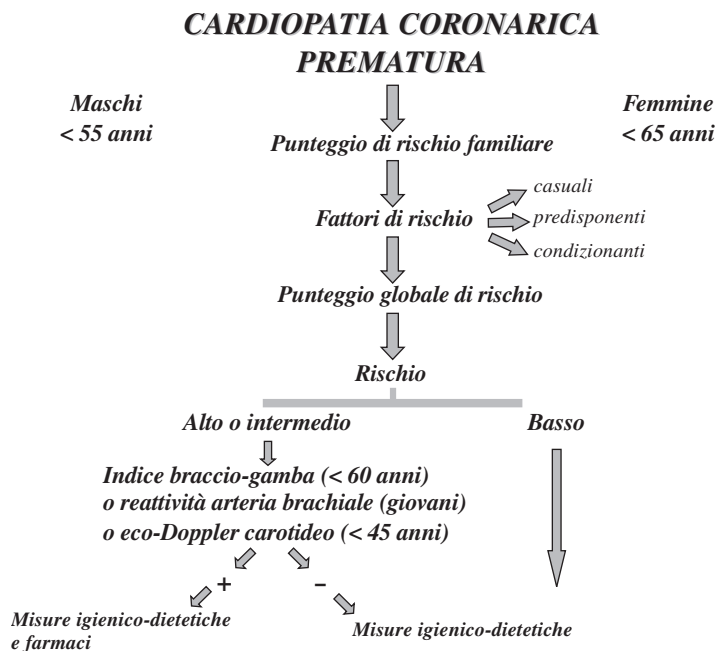 CARDIOPATIA CORONARICA
PREMATURA
Maschi
< 55 anni
Femmine
< 65 anni
Punteggio di rischio familiare
Fattori di rischio
casuali
predisponenti
condizionanti
Punteggio globale di rischio
Rischio
Alto o intermedio
Basso
Indice braccio-gamba (< 60 anni)
o reattività arteria brachiale (giovani)
o eco-Doppler carotideo (< 45 anni)
+
–
Misure igienico-dietetiche
e farmaci
Misure igienico-dietetiche